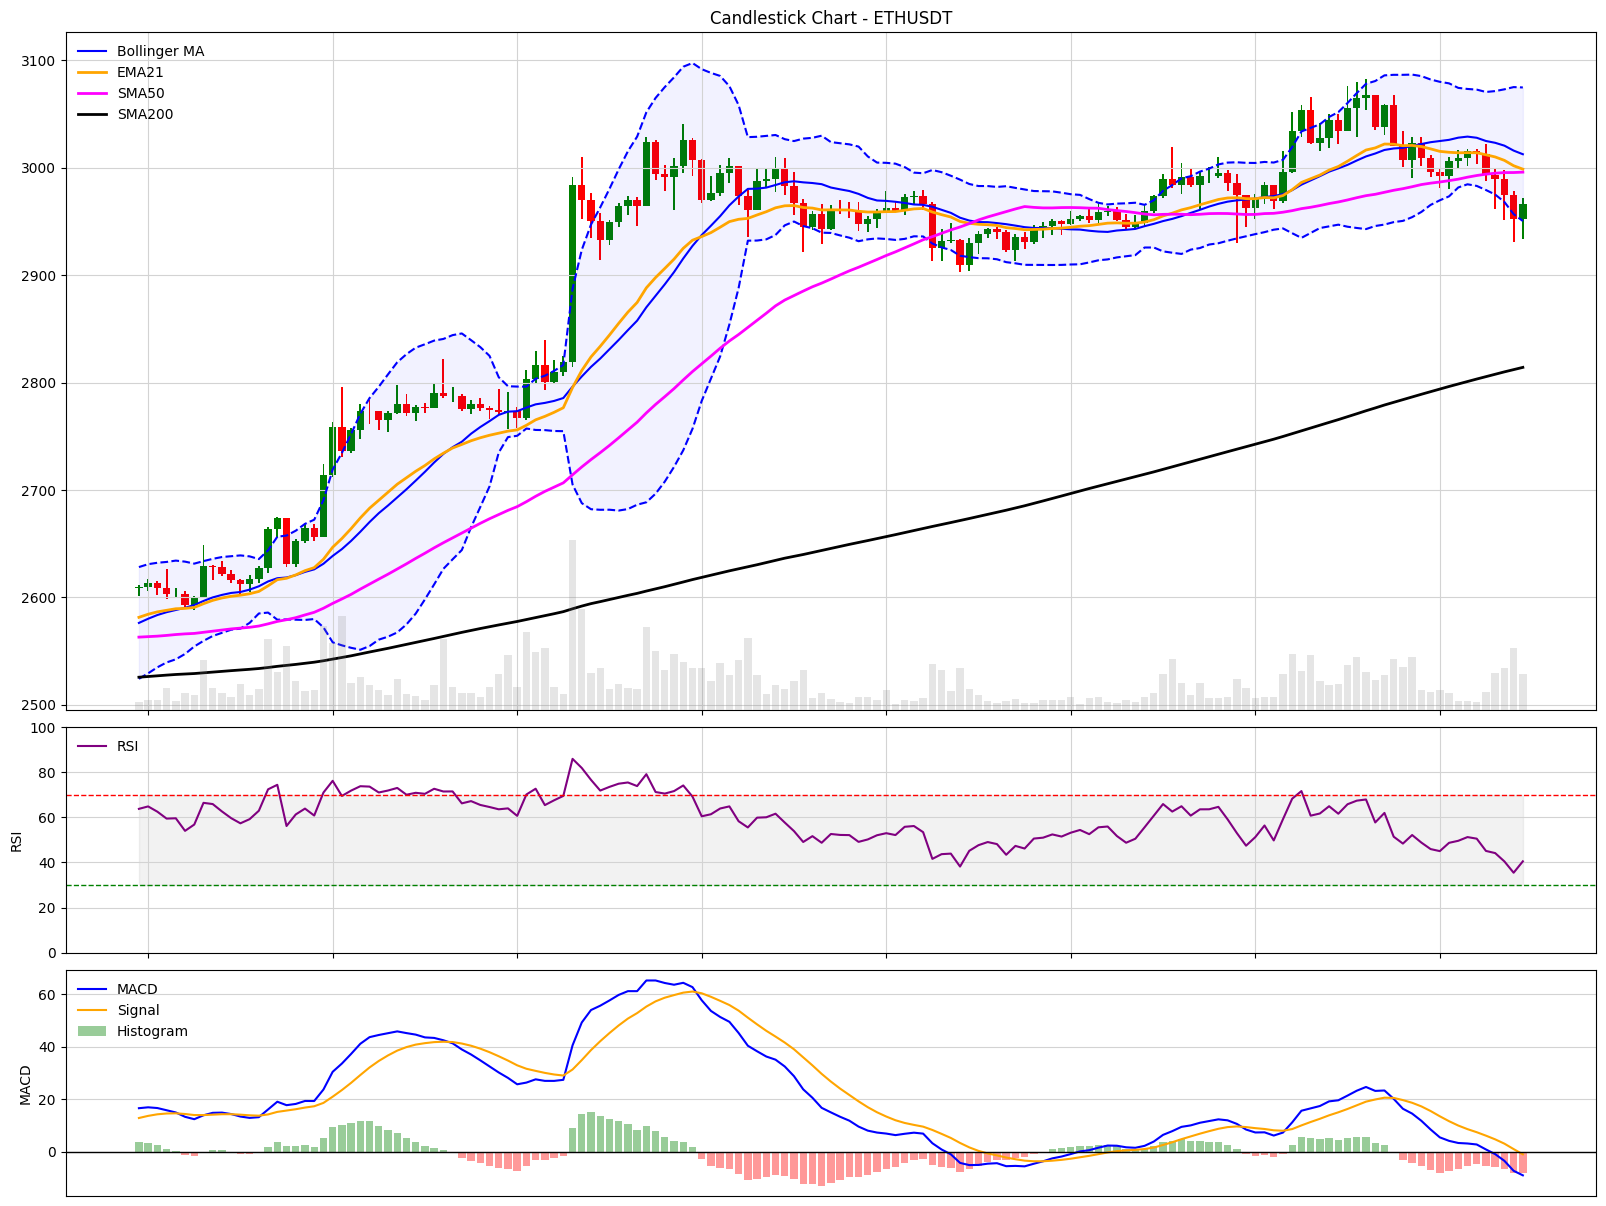 Candlestick Chart - ETHUSDT
Bollinger MA
EMA21
SMA50
SMA200
3100
3000
2900
2800
2700
2600
2500
RSI
100
80
60
40
20
0
RSI
MACD
Signal
Histogram
60
40
20
0
MACD